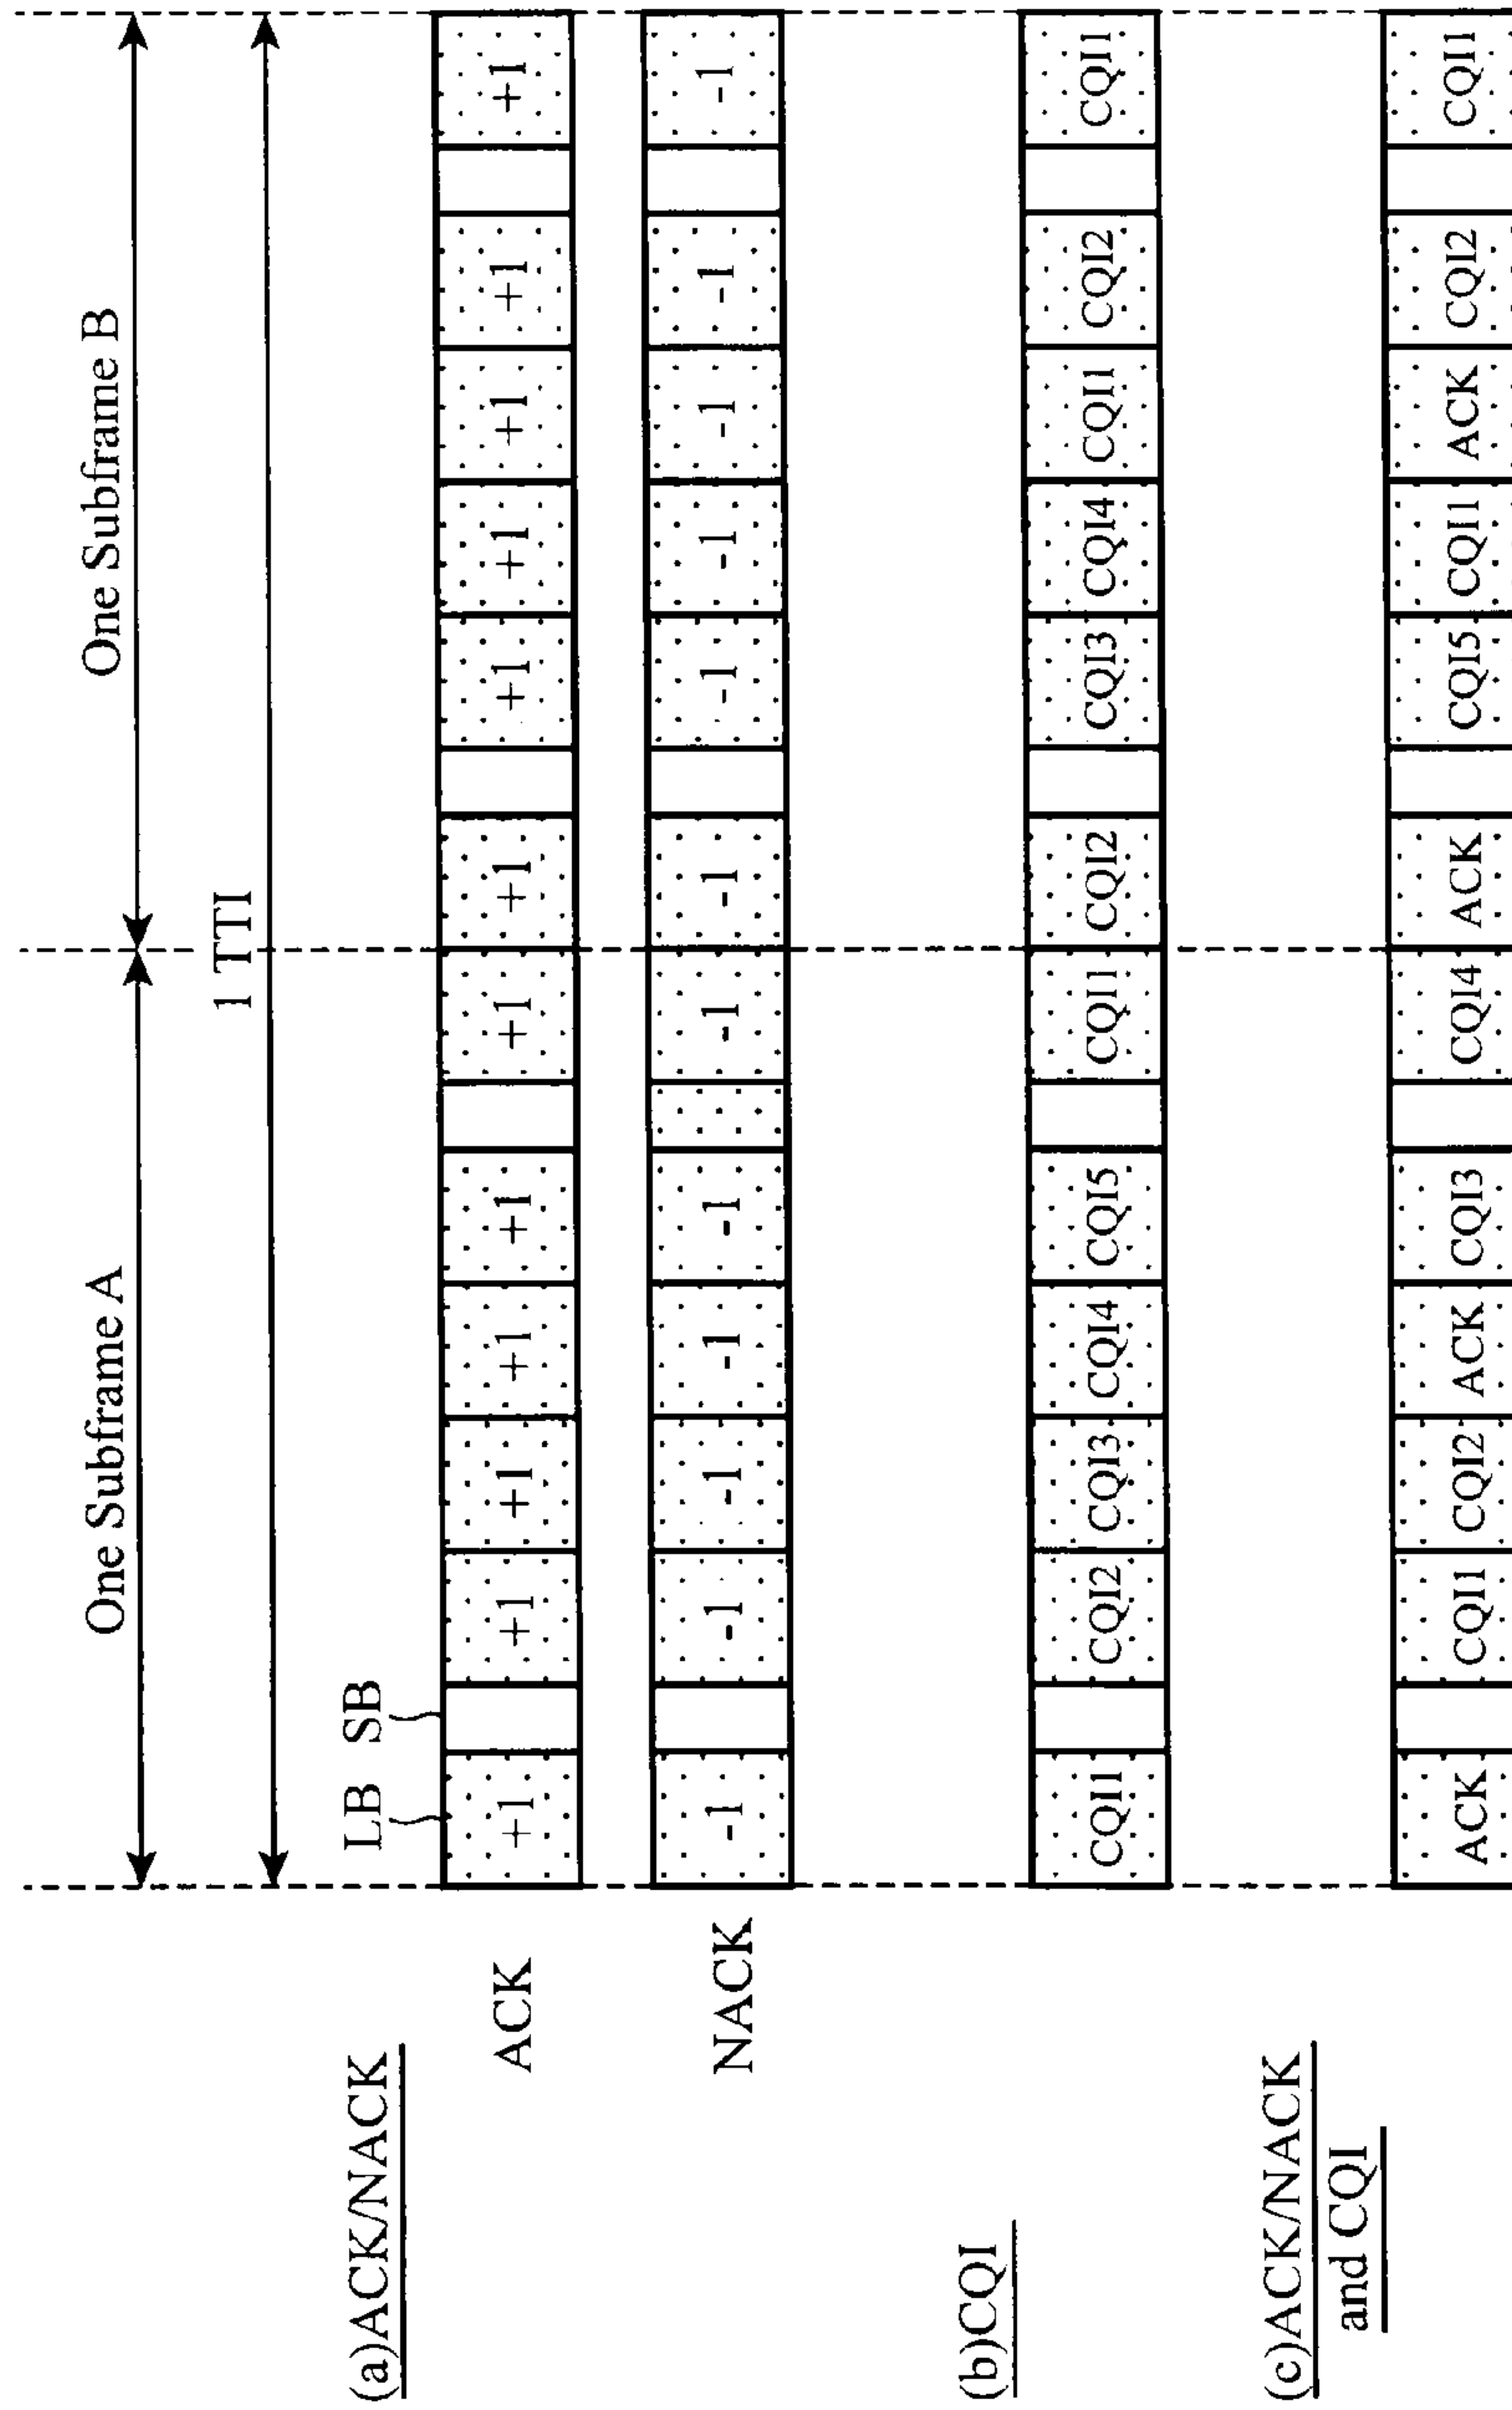 One Subframe A One Subframe B
1 TTI
LB SB
(a)ACK/NACK
ACK +1 +1 +1 +1 +1 +1 +1 +1 +1 +1 +1 +1
NACK -1 -1 -1 -1 -1 -1 -1 -1 -1 -1 -1 -1
(b)CQI
CQI1 CQI2 CQI3 CQI4 CQI5 CQI1 CQI2 CQI3 CQI4 CQI1 CQI2 CQI1
(c)ACK/NACK
and CQI
ACK CQI1 CQI2 ACK CQI3 CQI4 ACK CQI5 CQI1 ACK CQI2 CQI1